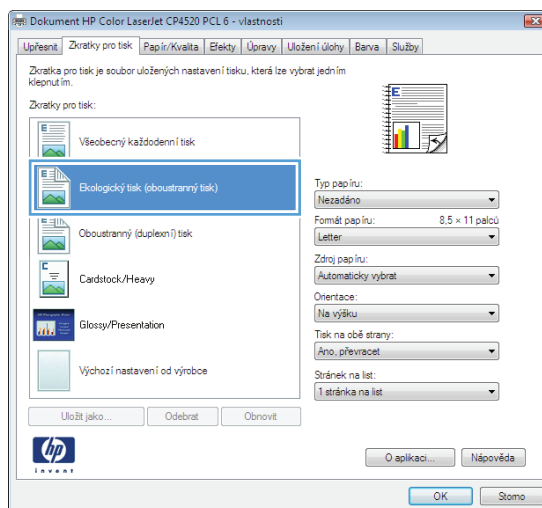 Dokument HP Color LaserJet CP4520 PCL 6 - vlastnosti
Upřesnit Zkratky pro tisk Papír/Kvalita Efekty Úpravy Uložení úlohy Barva Služby
Zkratka pro tisk je soubor uložených nastavení tisku, která lze vybrat jedním
klepnutím.
Zkratky pro tisk:
Všeobecný každodenní tisk
Ekologický tisk (oboustranný tisk)
Oboustranný (duplexní) tisk
Cardstock/Heavy
Glossy/Presentation
Výchozí nastavení od výrobce
Uložit jako... Odebrat Obnovit
Typ papíru:
Nezadáno
Formát papíru: 8,5 × 11 palců
Letter
Zdroj papíru:
Automaticky vybrat
Orientace:
Na výšku
Tisk na obě strany:
Ano, převracet
Stránek na list:
1 stránka na list
hp
invent
O aplikaci... Nápověda
OK Storno